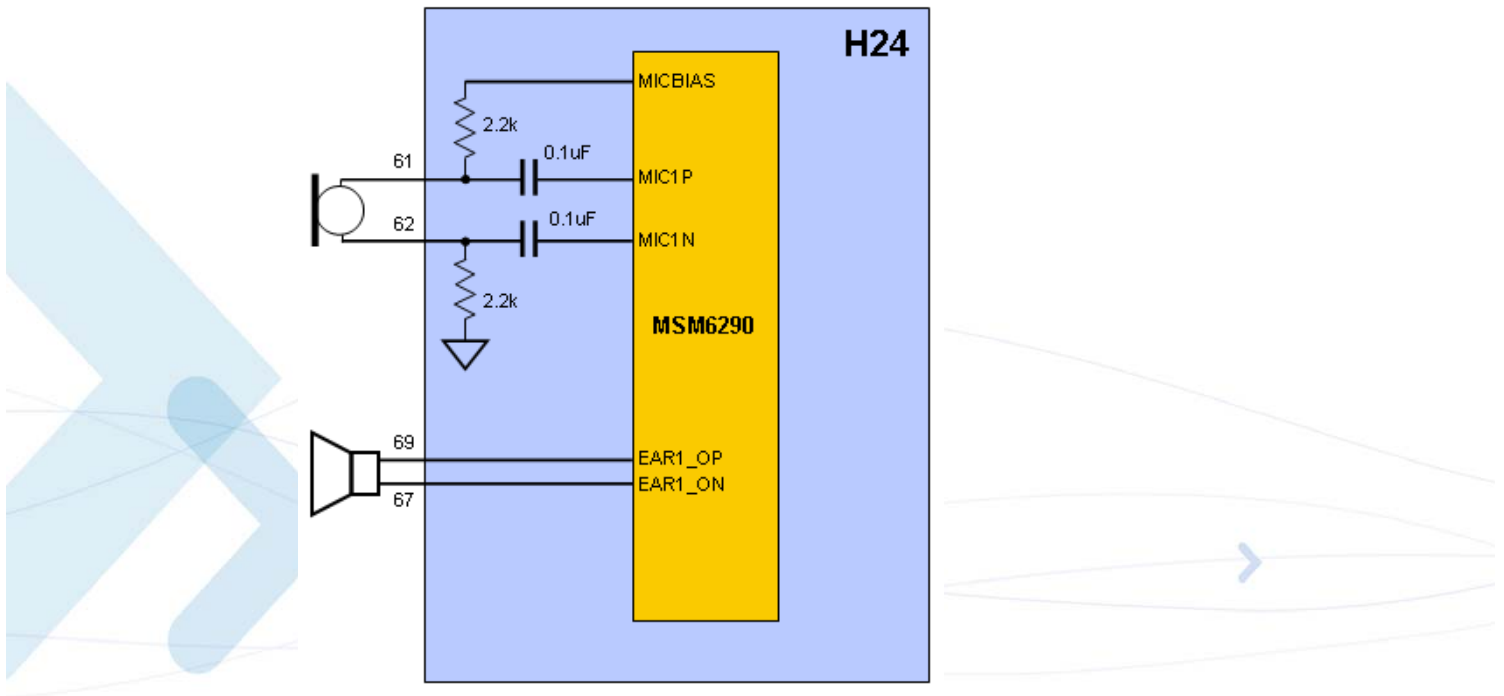 H24
MICBIAS
2.2k
61
0.1uF
MIC1P
62
0.1uF
MIC1N
2.2k
MSM6290
69
EAR1_OP
EAR1_ON
67